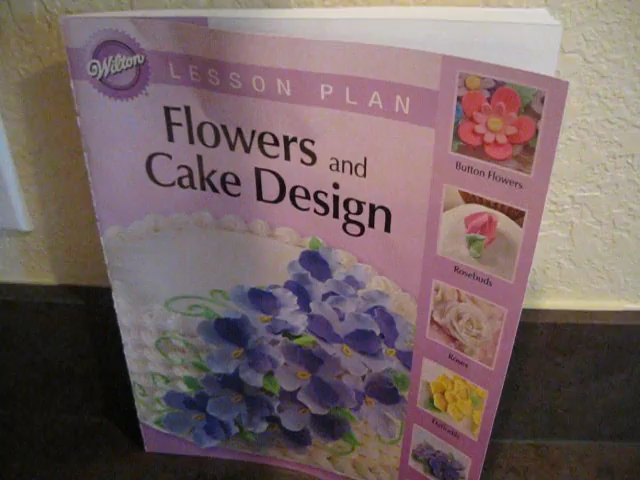 Wilton
LESSON PLAN
Flowers and
Cake Design
Button Flowers
Rosebuds
Roses
Daffodils